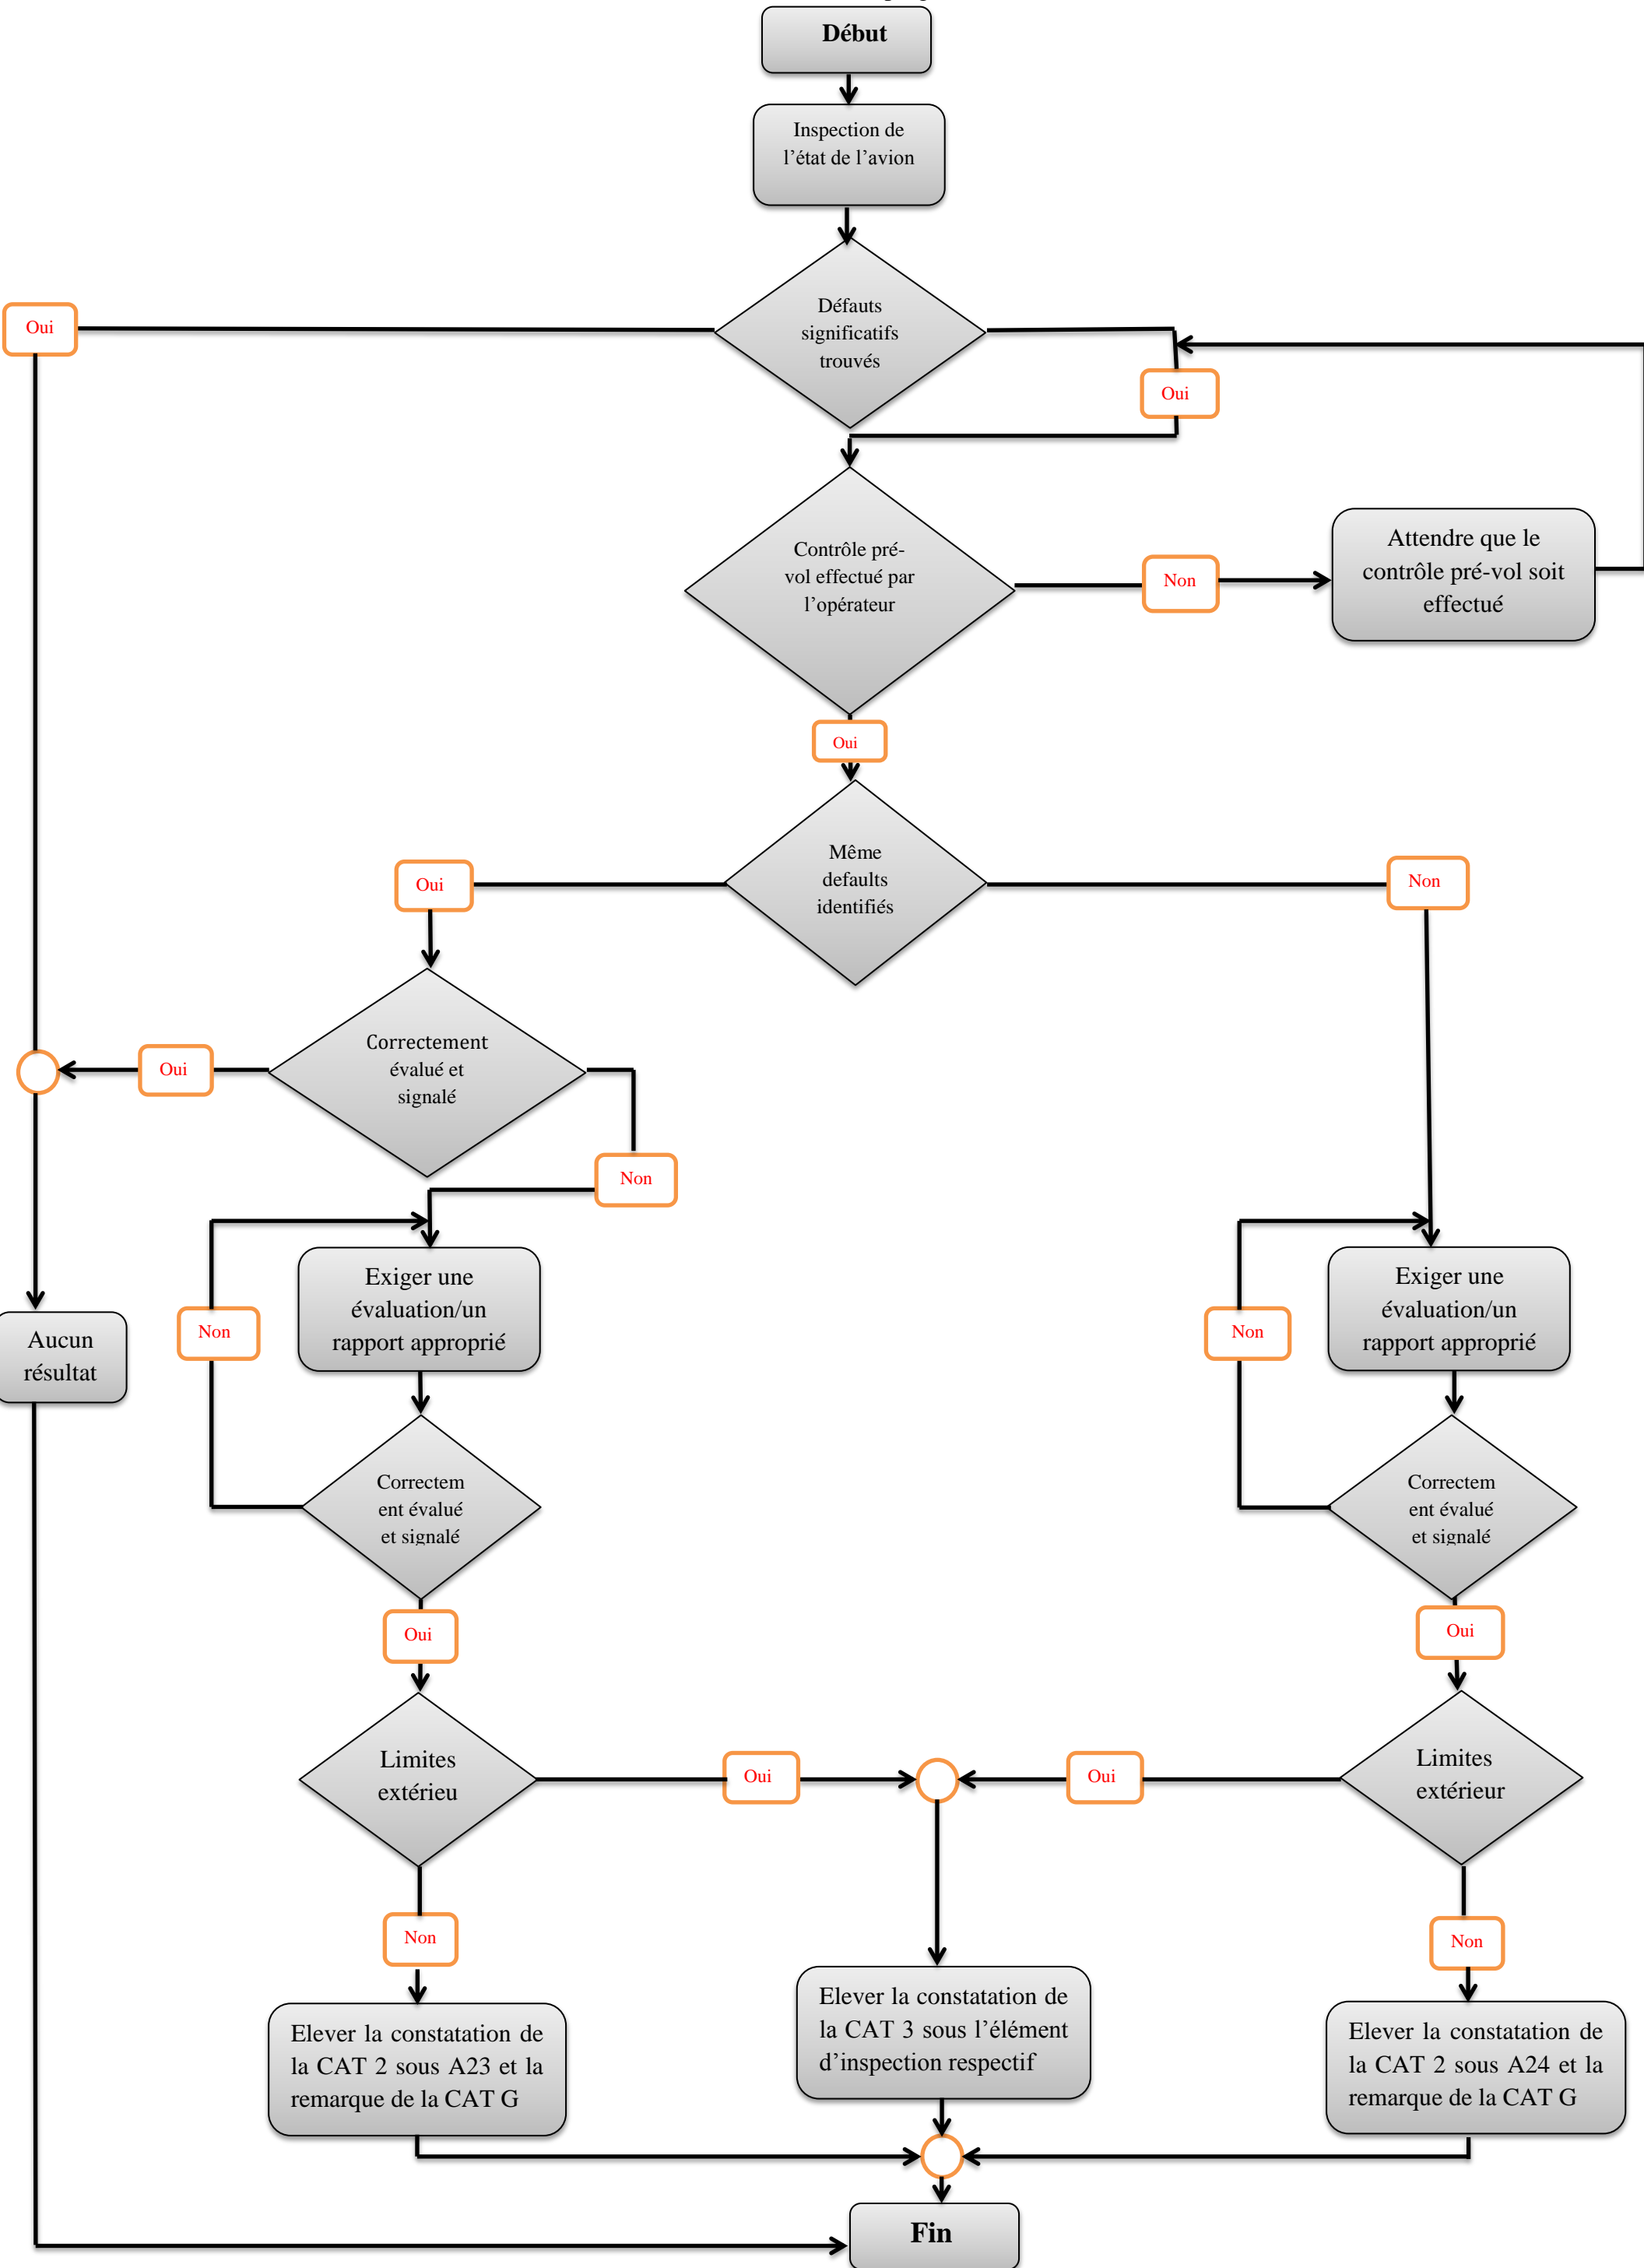 Début
Inspection de
l’état de l’avion
Défauts
significatifs
trouvés
Oui
Oui
Contrôle pré-
vol effectué par
l’opérateur
Non
Attendre que le
contrôle pré-vol soit
effectué
Oui
Même
defaults
identifiés
Oui
Non
Correctement
évalué et
signalé
Oui
Non
Exiger une
évaluation/un
rapport approprié
Exiger une
évaluation/un
rapport approprié
Aucun
résultat
Non
Non
Correctem
ent évalué
et signalé
Correctem
ent évalué
et signalé
Oui
Oui
Limites
extérieu
Oui
Oui
Limites
extérieur
Non
Non
Elever la constatation de
la CAT 2 sous A23 et la
remarque de la CAT G
Elever la constatation de
la CAT 3 sous l’élément
d’inspection respectif
Elever la constatation de
la CAT 2 sous A24 et la
remarque de la CAT G
Fin